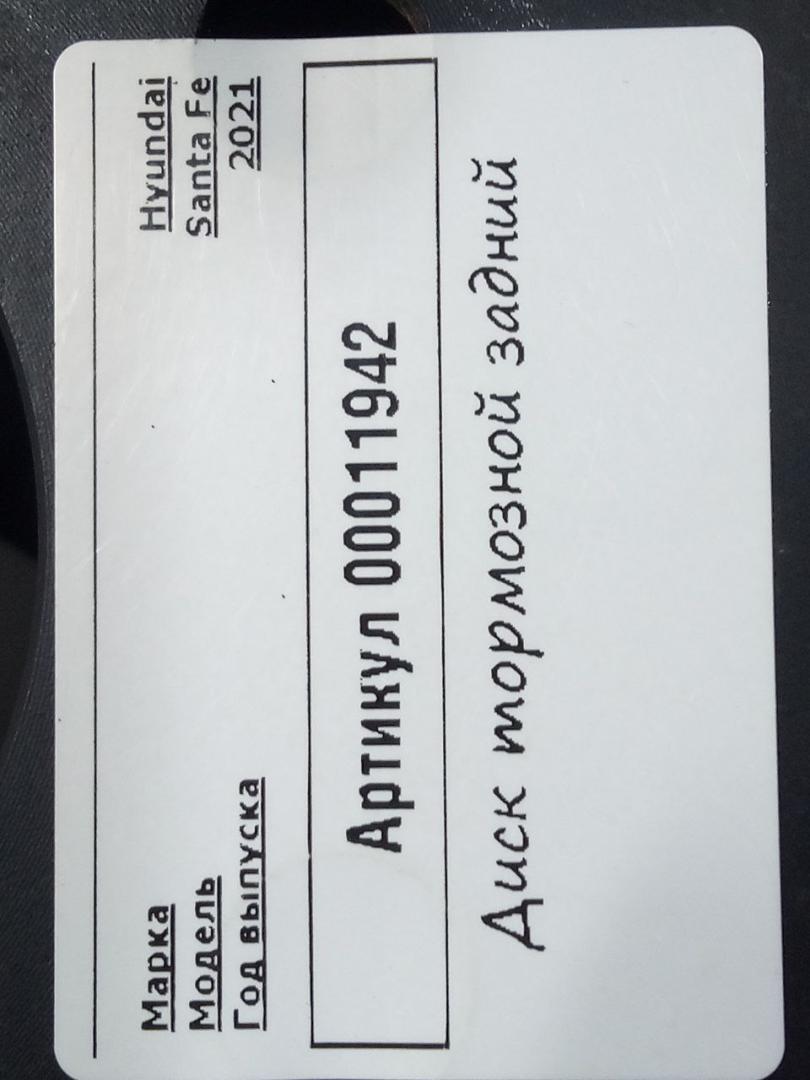 Марка Hyundai
Модель Santa Fe
Год выпуска 2021
Артикул 00011942
Диск тормозной задний